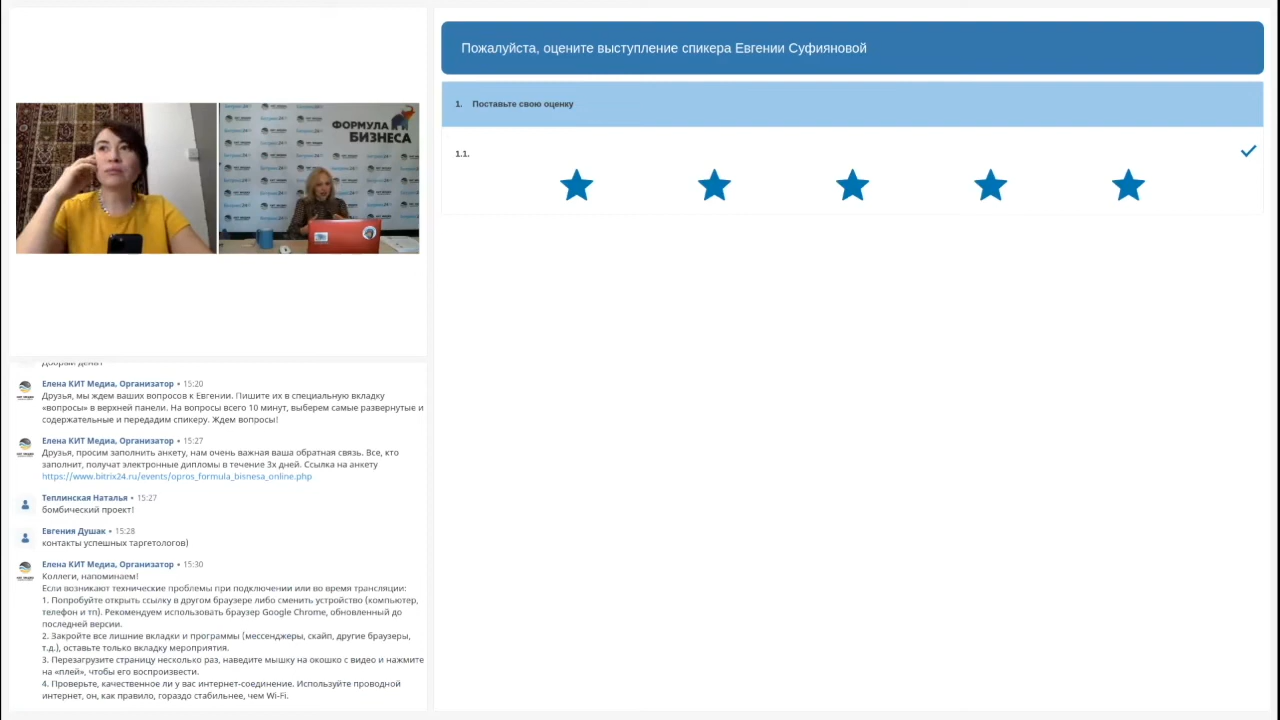 Пожалуйста, оцените выступление спикера Евгении Суфияновой
1. Поставьте свою оценку
1.1.
ФОРМУЛА
БИЗНЕСА
Елена КИТ Медиа, Организатор • 15:20
Друзья, мы ждем ваших вопросов к Евгении. Пишите их в специальную вкладку
«вопросы» в верхней панели. На вопросы всего 10 минут, выберем самые развернутые и
содержательные и передадим спикеру. Ждем вопросы!
Елена КИТ Медиа, Организатор • 15:27
Друзья, просим заполнить анкету, нам очень важная ваша обратная связь. Все, кто
заполнит, получат электронные дипломы в течение 3х дней. Ссылка на анкету
https://www.bitrix24.ru/events/opros_formula_bisnesa_online.php
Теплинская Наталья • 15:27
бомбический проект!
Евгения Душак • 15:28
контакты успешных таргетологов)
Елена КИТ Медиа, Организатор • 15:30
Коллеги, напоминаем!
Если возникают технические проблемы при подключении или во время трансляции:
1. Попробуйте открыть ссылку в другом браузере либо сменить устройство (компьютер,
телефон и тп). Рекомендуем использовать браузер Google Chrome, обновленный до
последней версии.
2. Закройте все лишние вкладки и программы (мессенджеры, скайп, другие браузеры,
т.д.), оставьте только вкладку мероприятия.
3. Перезагрузите страницу несколько раз, наведите мышку на окошко с видео и нажмите
на «плей», чтобы его воспроизвести.
4. Проверьте, качественное ли у вас интернет-соединение. Используйте проводной
интернет, он, как правило, гораздо стабильнее, чем Wi-Fi.